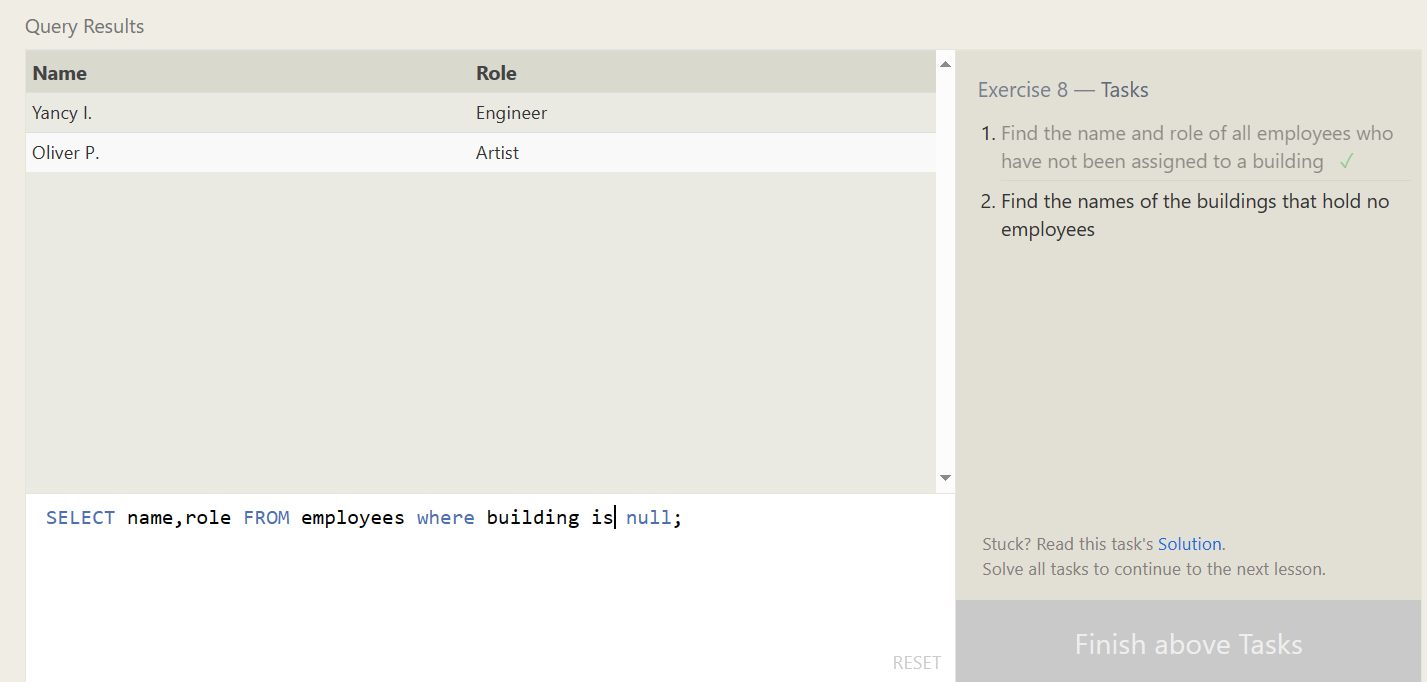 Query Results
Name Role
Yancy I. Engineer
Oliver P. Artist
SELECT name,role FROM employees where building is null;
RESET
Exercise 8 — Tasks
1. Find the name and role of all employees who
have not been assigned to a building ✓
2. Find the names of the buildings that hold no
employees
Stuck? Read this task's Solution.
Solve all tasks to continue to the next lesson.
Finish above Tasks